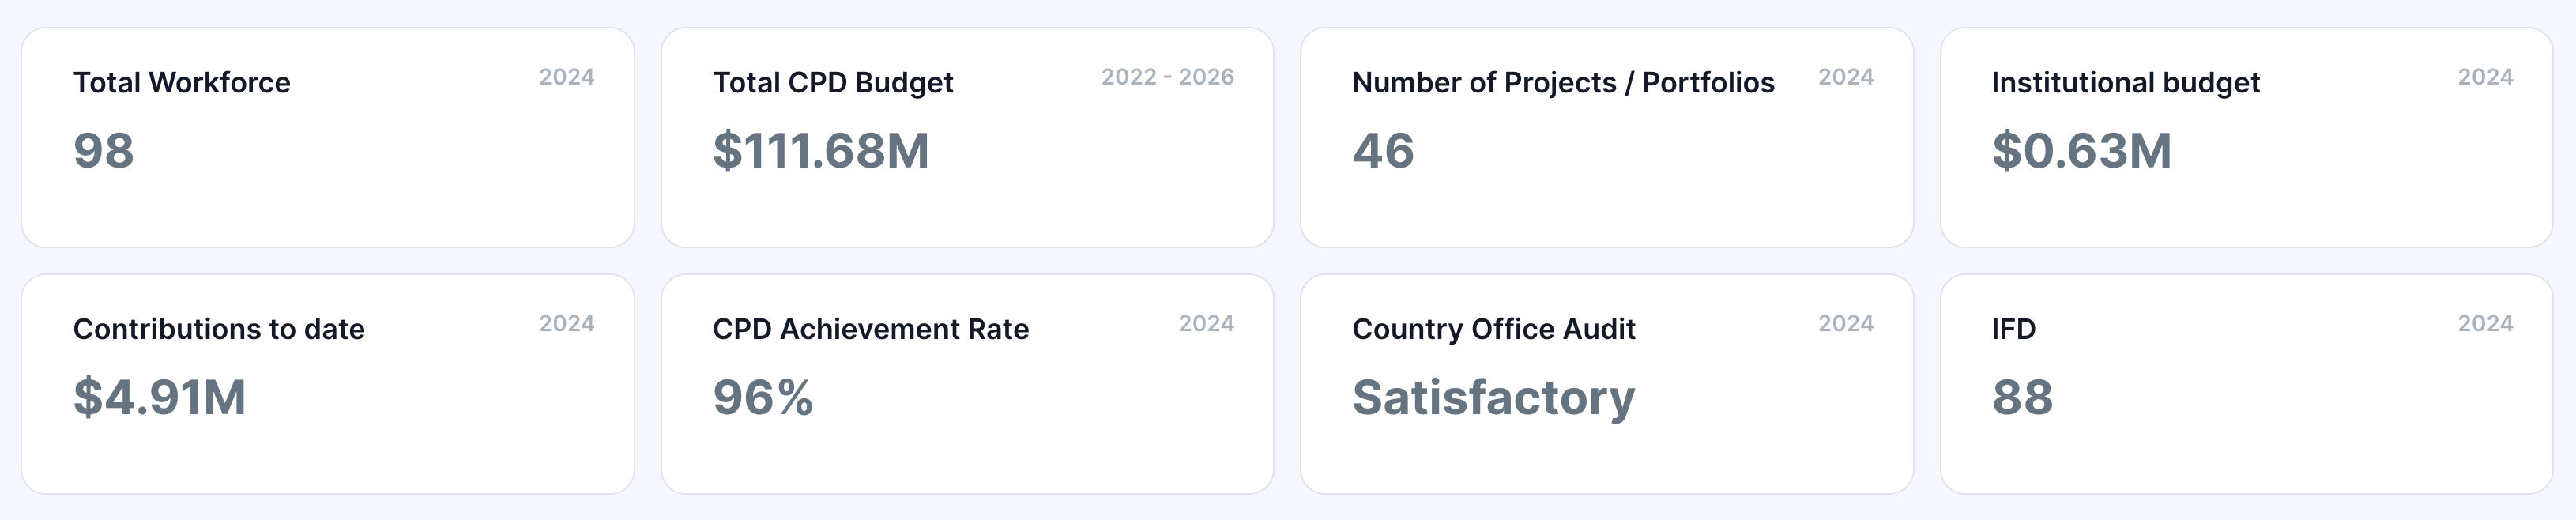 Total Workforce
2024
98
Total CPD Budget
2022 - 2026
$111.68M
Number of Projects / Portfolios
2024
46
Institutional budget
2024
$0.63M
Contributions to date
2024
$4.91M
CPD Achievement Rate
2024
96%
Country Office Audit
2024
Satisfactory
IFD
2024
88